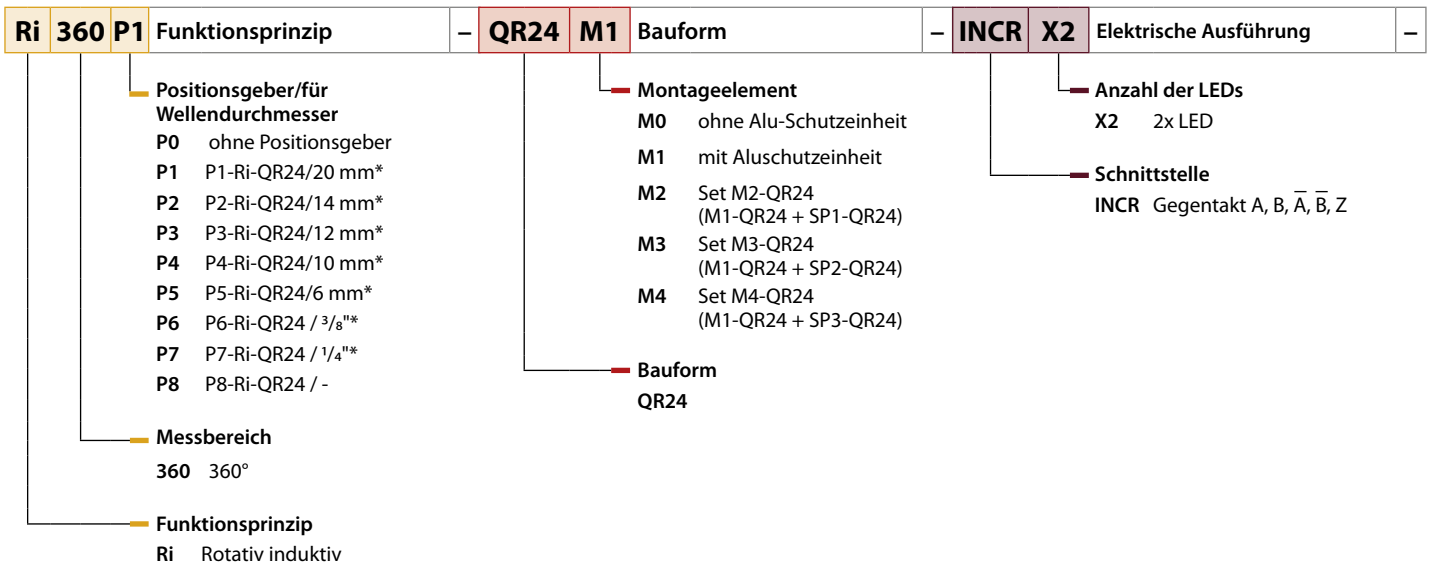 Ri 360 P1 Funktionsprinzip – QR24 M1 Bauform – INCR X2 Elektrische Ausführung –
Positionsgeber/für
Wellendurchmesser
P0 ohne Positionsgeber
P1 P1-Ri-QR24/20 mm*
P2 P2-Ri-QR24/14 mm*
P3 P3-Ri-QR24/12 mm*
P4 P4-Ri-QR24/10 mm*
P5 P5-Ri-QR24/6 mm*
P6 P6-Ri-QR24 / ³/₈"*
P7 P7-Ri-QR24 / ¹/₄"*
P8 P8-Ri-QR24 / -
Messbereich
360 360°
Funktionsprinzip
Ri Rotativ induktiv
Montageelement
M0 ohne Alu-Schutzeinheit
M1 mit Aluschutzeinheit
M2 Set M2-QR24
(M1-QR24 + SP1-QR24)
M3 Set M3-QR24
(M1-QR24 + SP2-QR24)
M4 Set M4-QR24
(M1-QR24 + SP3-QR24)
Bauform
QR24
Anzahl der LEDs
X2 2x LED
Schnittstelle
INCR Gegentakt A, B, A̅, B̅, Z